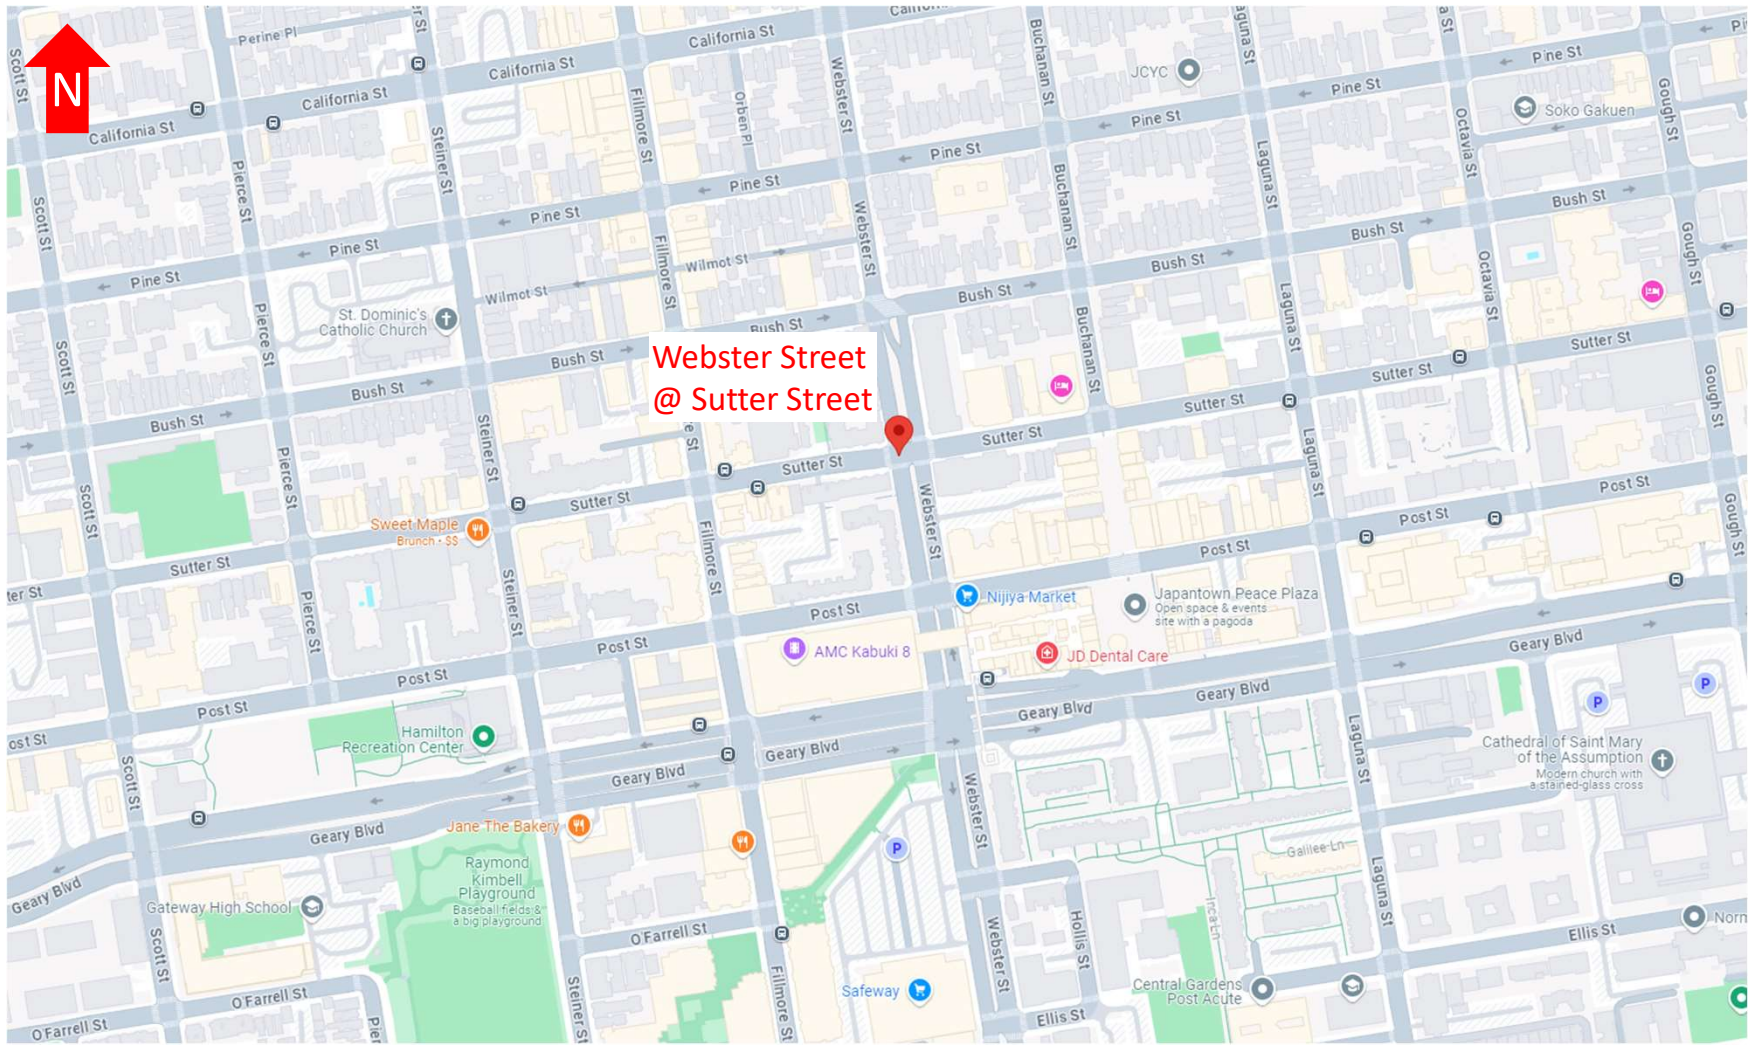 N
Webster Street
@ Sutter Street
Perine Pl
California St
California St
California St
California St
Scott St
Scott St
Scott St
Scott St
Scott St
Scott St
Pierce St
Pierce St
Pierce St
Pierce St
Steiner St
Steiner St
Steiner St
Steiner St
Fillmore St
Fillmore St
Fillmore St
Fillmore St
Orben Pl
Webster St
Webster St
Webster St
Webster St
Webster St
Buchanan St
Buchanan St
Buchanan St
JCYC
Laguna St
Laguna St
Laguna St
Laguna St
Laguna St
Octavia St
Octavia St
Gough St
Gough St
Gough St
Gough St
Soko Gakuen
Pine St
Pine St
Pine St
Pine St
Pine St
Pine St
Pine St
Pine St
Wilmot St
Wilmot St
St. Dominic's
Catholic Church
Bush St
Bush St
Bush St
Bush St
Bush St
Bush St
Bush St
Bush St
Sutter St
Sutter St
Sutter St
Sutter St
Sutter St
Sutter St
Sutter St
ter St
Sweet Maple
Brunch · $$
Post St
Post St
Post St
Post St
Post St
Post St
ost St
Nijiya Market
Japantown Peace Plaza
Open space & events
site with a pagoda
AMC Kabuki 8
JD Dental Care
Geary Blvd
Geary Blvd
Geary Blvd
Geary Blvd
Geary Blvd
Geary Blvd
Geary Blvd
Hamilton
Recreation Center
Cathedral of Saint Mary
of the Assumption
Modern church with
a stained-glass cross
P
P
P
Jane The Bakery
Raymond
Kimbell
Playground
Baseball fields &
a big playground
Gateway High School
Galilee Ln
Inca Ln
Hollis St
O'Farrell St
O'Farrell St
O'Farrell St
Safeway
Central Gardens
Post Acute
Ellis St
Ellis St
Norm